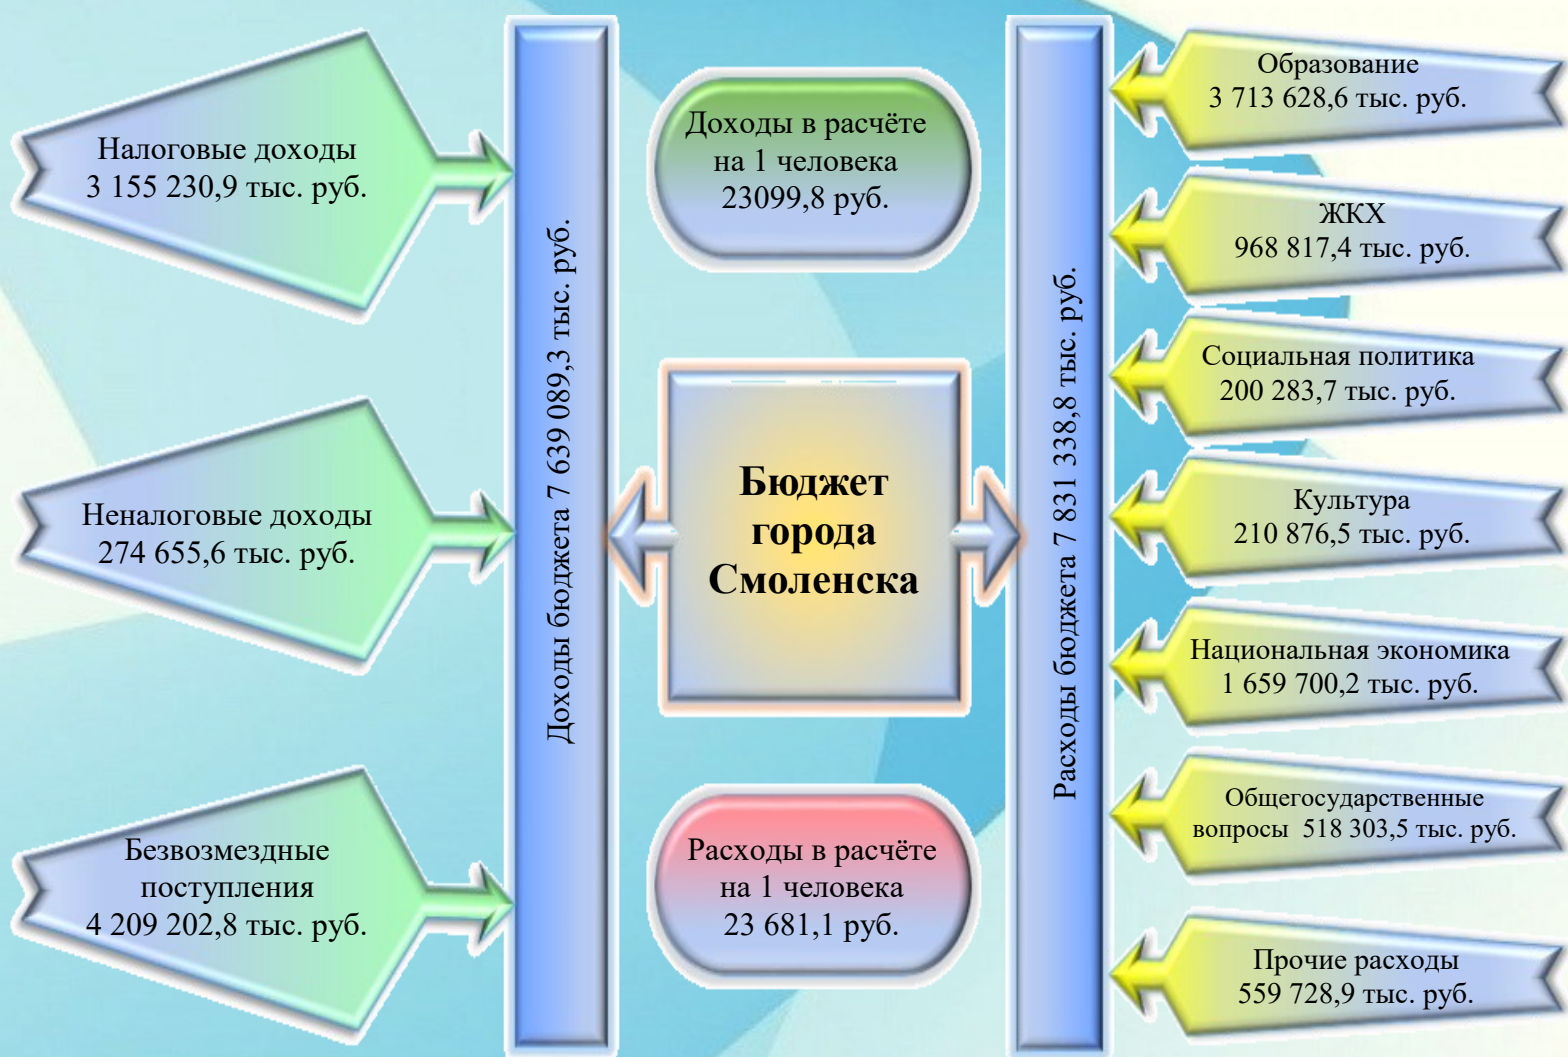 Налоговые доходы
3 155 230,9 тыс. руб.
Неналоговые доходы
274 655,6 тыс. руб.
Безвозмездные
поступления
4 209 202,8 тыс. руб.
Доходы бюджета 7 639 089,3 тыс. руб.
Доходы в расчёте
на 1 человека
23099,8 руб.
Бюджет
города
Смоленска
Расходы в расчёте
на 1 человека
23 681,1 руб.
Расходы бюджета 7 831 338,8 тыс. руб.
Образование
3 713 628,6 тыс. руб.
ЖКХ
968 817,4 тыс. руб.
Социальная политика
200 283,7 тыс. руб.
Культура
210 876,5 тыс. руб.
Национальная экономика
1 659 700,2 тыс. руб.
Общегосударственные
вопросы 518 303,5 тыс. руб.
Прочие расходы
559 728,9 тыс. руб.